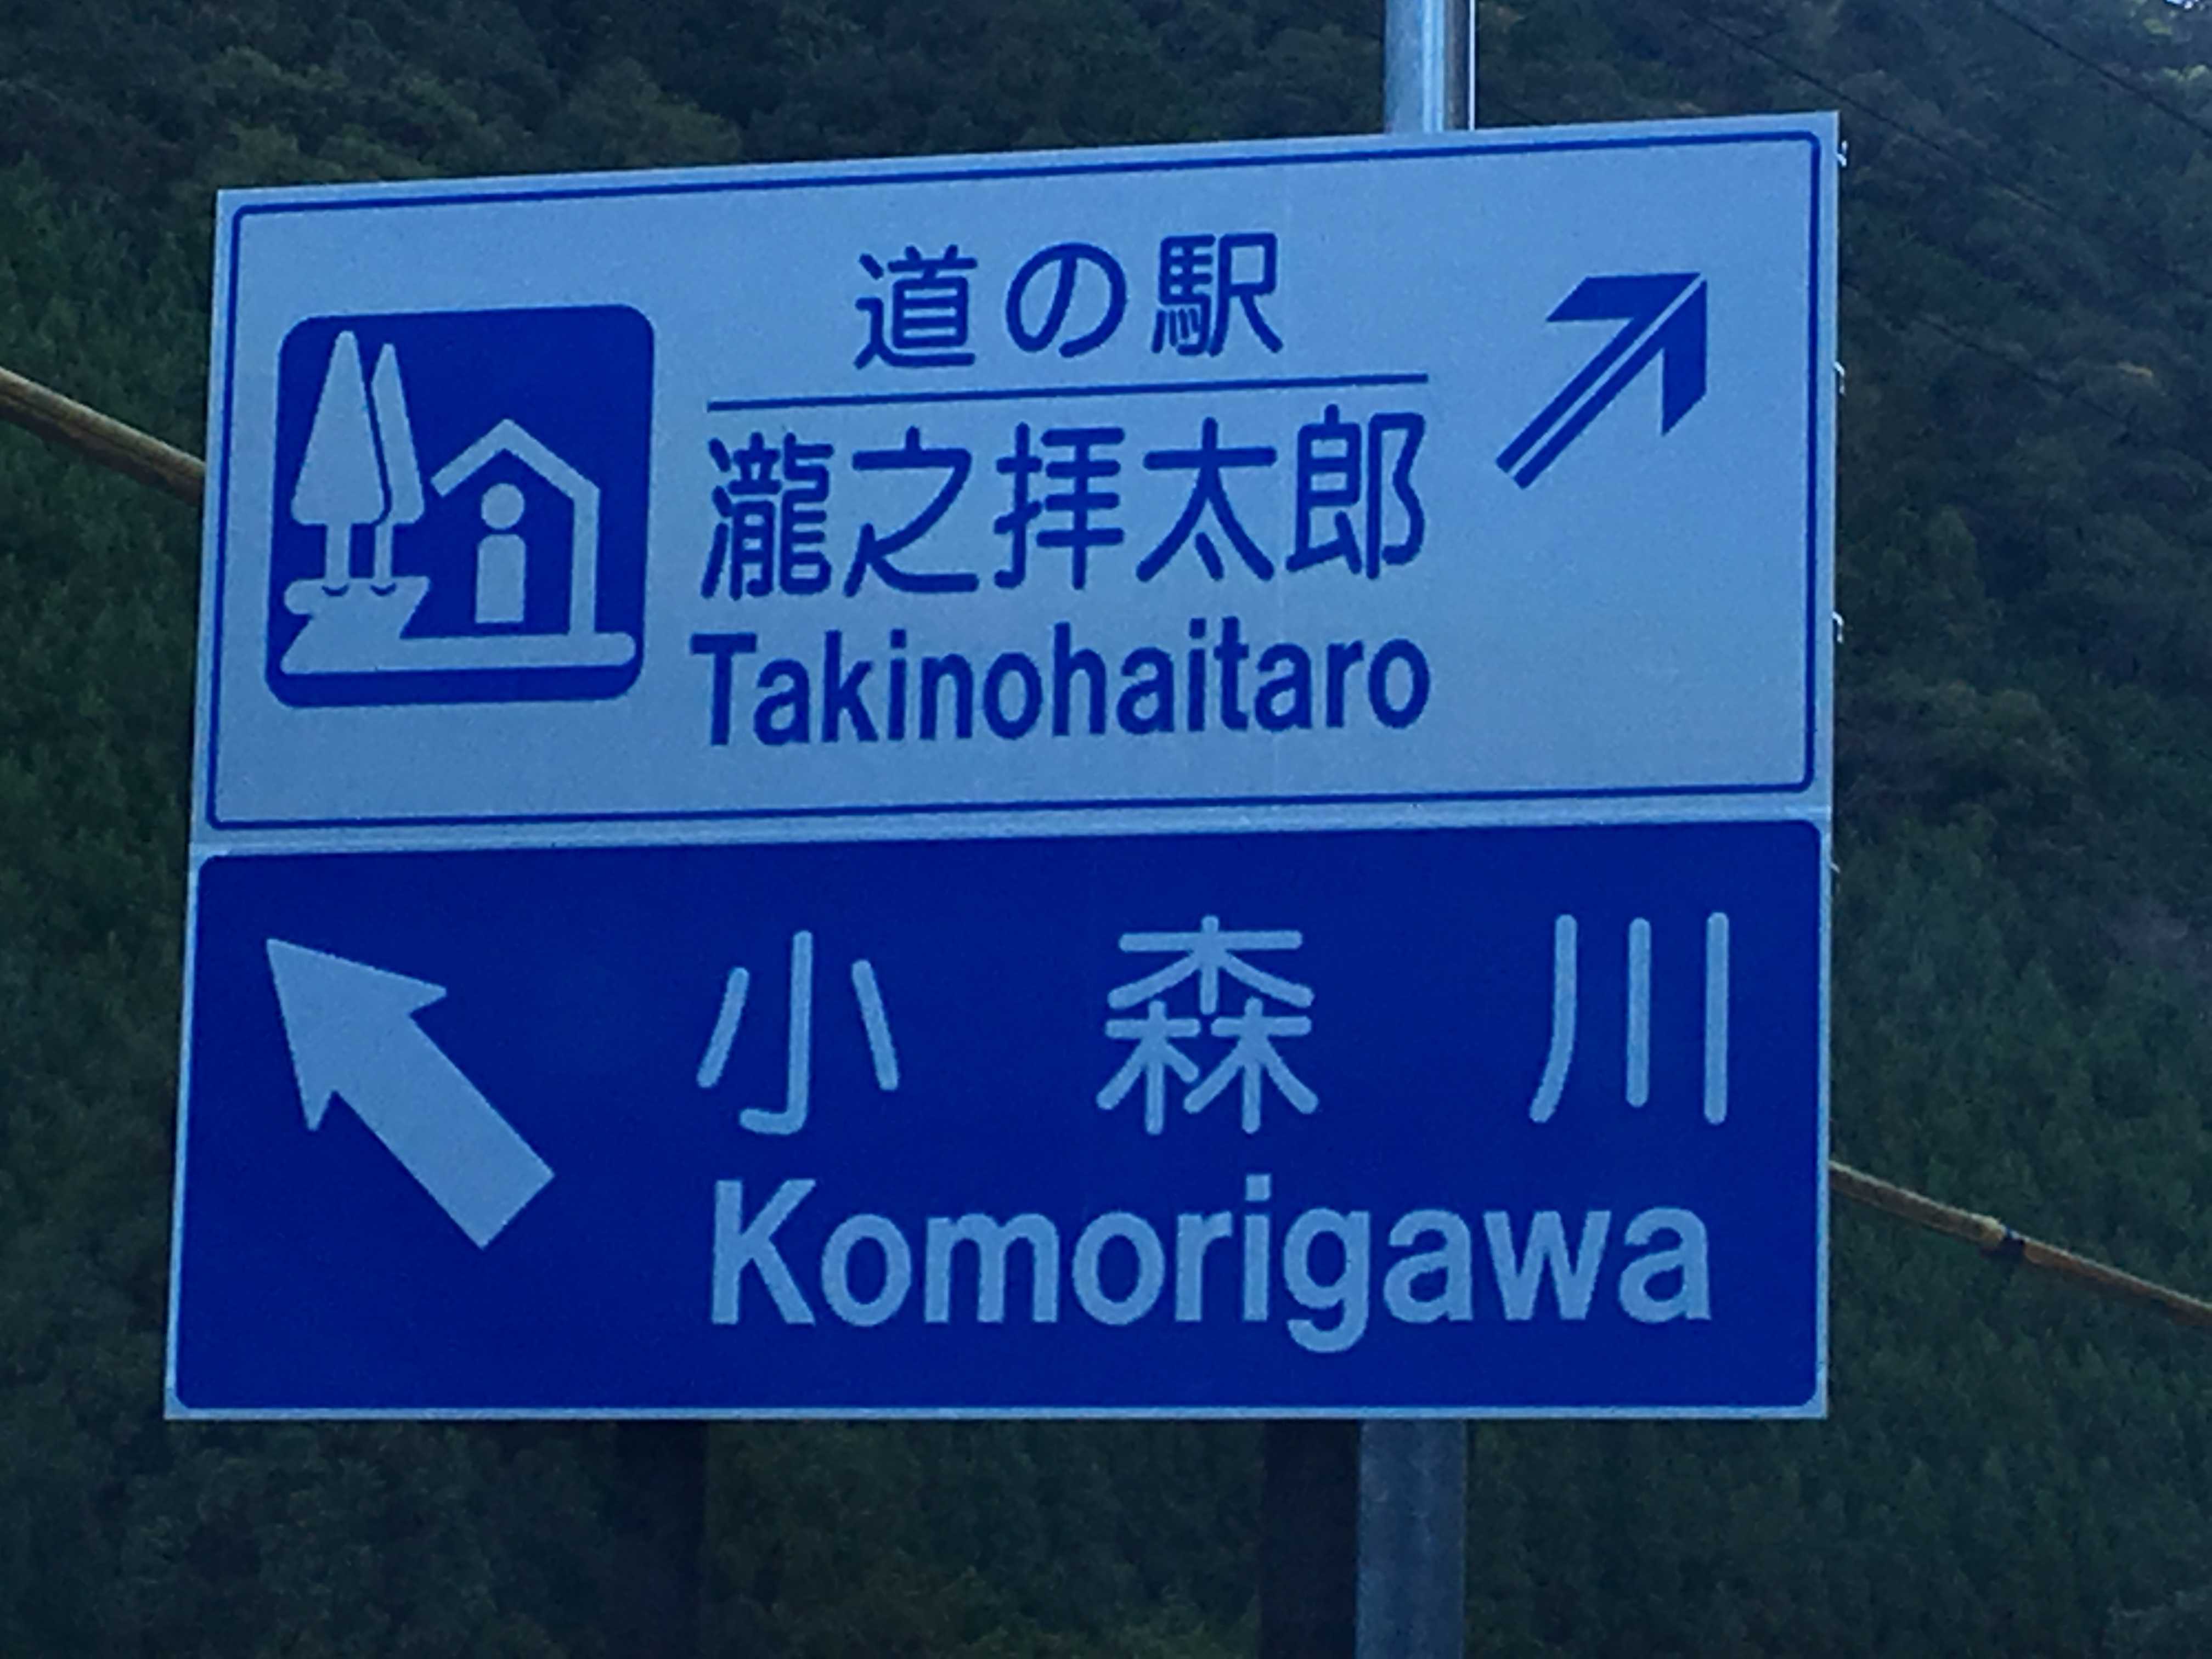 道の駅
瀧之拝太郎
Takinohaitaro
小森川
Komorigawa